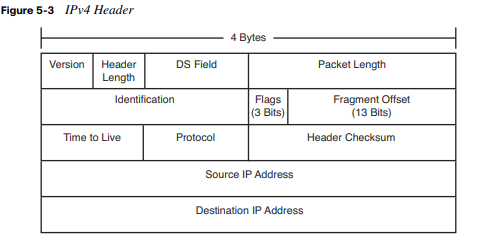 Figure 5-3 IPv4 Header
4 Bytes
Version
Header
Length
DS Field
Packet Length
Identification
Flags
(3 Bits)
Fragment Offset
(13 Bits)
Time to Live
Protocol
Header Checksum
Source IP Address
Destination IP Address